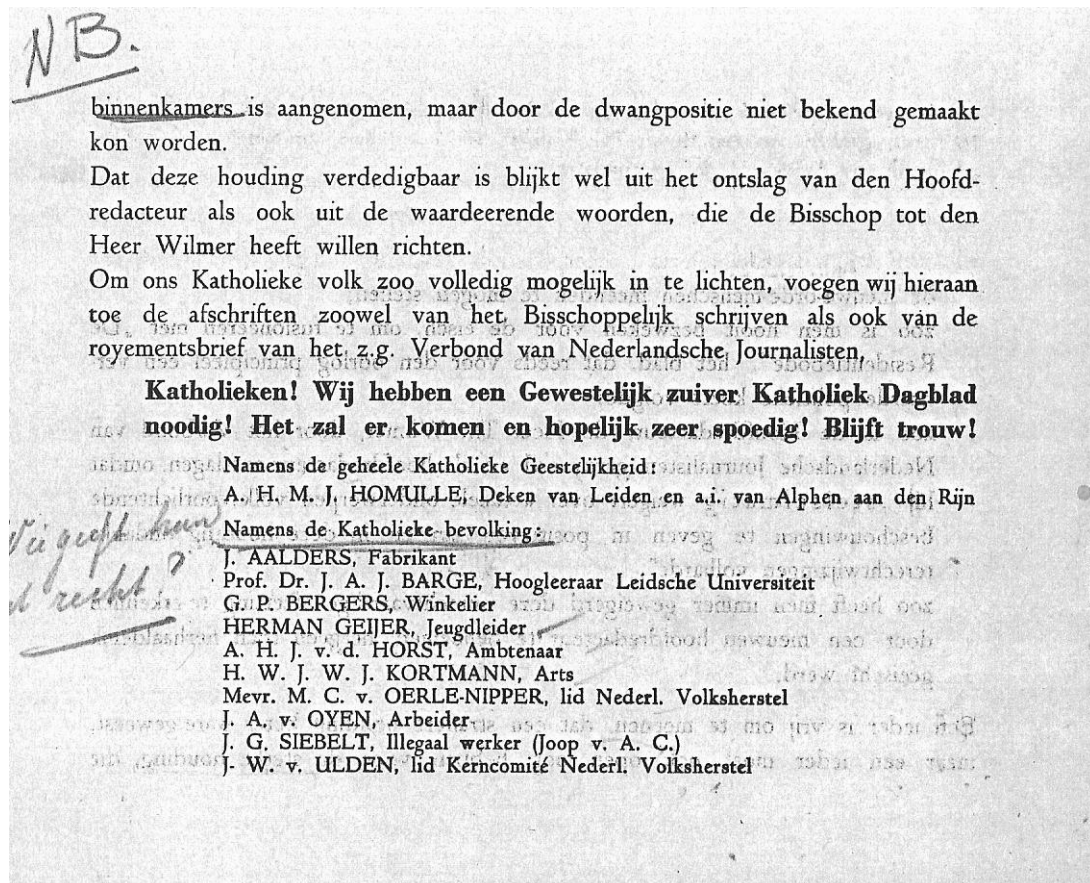 NB.
binnenkamers is aangenomen, maar door de dwangpositie niet bekend gemaakt
kon worden.
Dat deze houding verdedigbaar is blijkt wel uit het ontslag van den Hoofd-
redacteur als ook uit de waardeerende woorden, die de Bisschop tot den
Heer Wilmer heeft willen richten.
Om ons Katholieke volk zoo volledig mogelijk in te lichten, voegen wij hieraan
toe de afschriften zoowel van het Bisschoppelijk schrijven als ook van de
royementsbrief van het z.g. Verbond van Nederlandsche Journalisten.
Katholieken! Wij hebben een Gewestelijk zuiver Katholiek Dagblad
noodig! Het zal er komen en hopelijk zeer spoedig! Blijft trouw!
Namens de geheele Katholieke Geestelijkheid:
A. H. M. J. HOMULLE, Deken van Leiden en a.i. van Alphen aan den Rijn
Namens de Katholieke bevolking:
Wie geeft hun
recht?
J. AALDERS, Fabrikant
Prof. Dr. J. A. J. BARGE, Hoogleeraar Leidsche Universiteit
G. P. BERGERS, Winkelier
HERMAN GEIJER, Jeugdleider
A. H. J. v. d. HORST, Ambtenaar
H. W. J. W. J. KORTMANN, Arts
Mevr. M. C. v. OERLE-NIPPER, lid Nederl. Volksherstel
J. A. v. OYEN, Arbeider
J. G. SIEBELT, Illegaal werker (Joop v. A. C.)
J. W. v. ULDEN, lid Kerncomité Nederl. Volksherstel